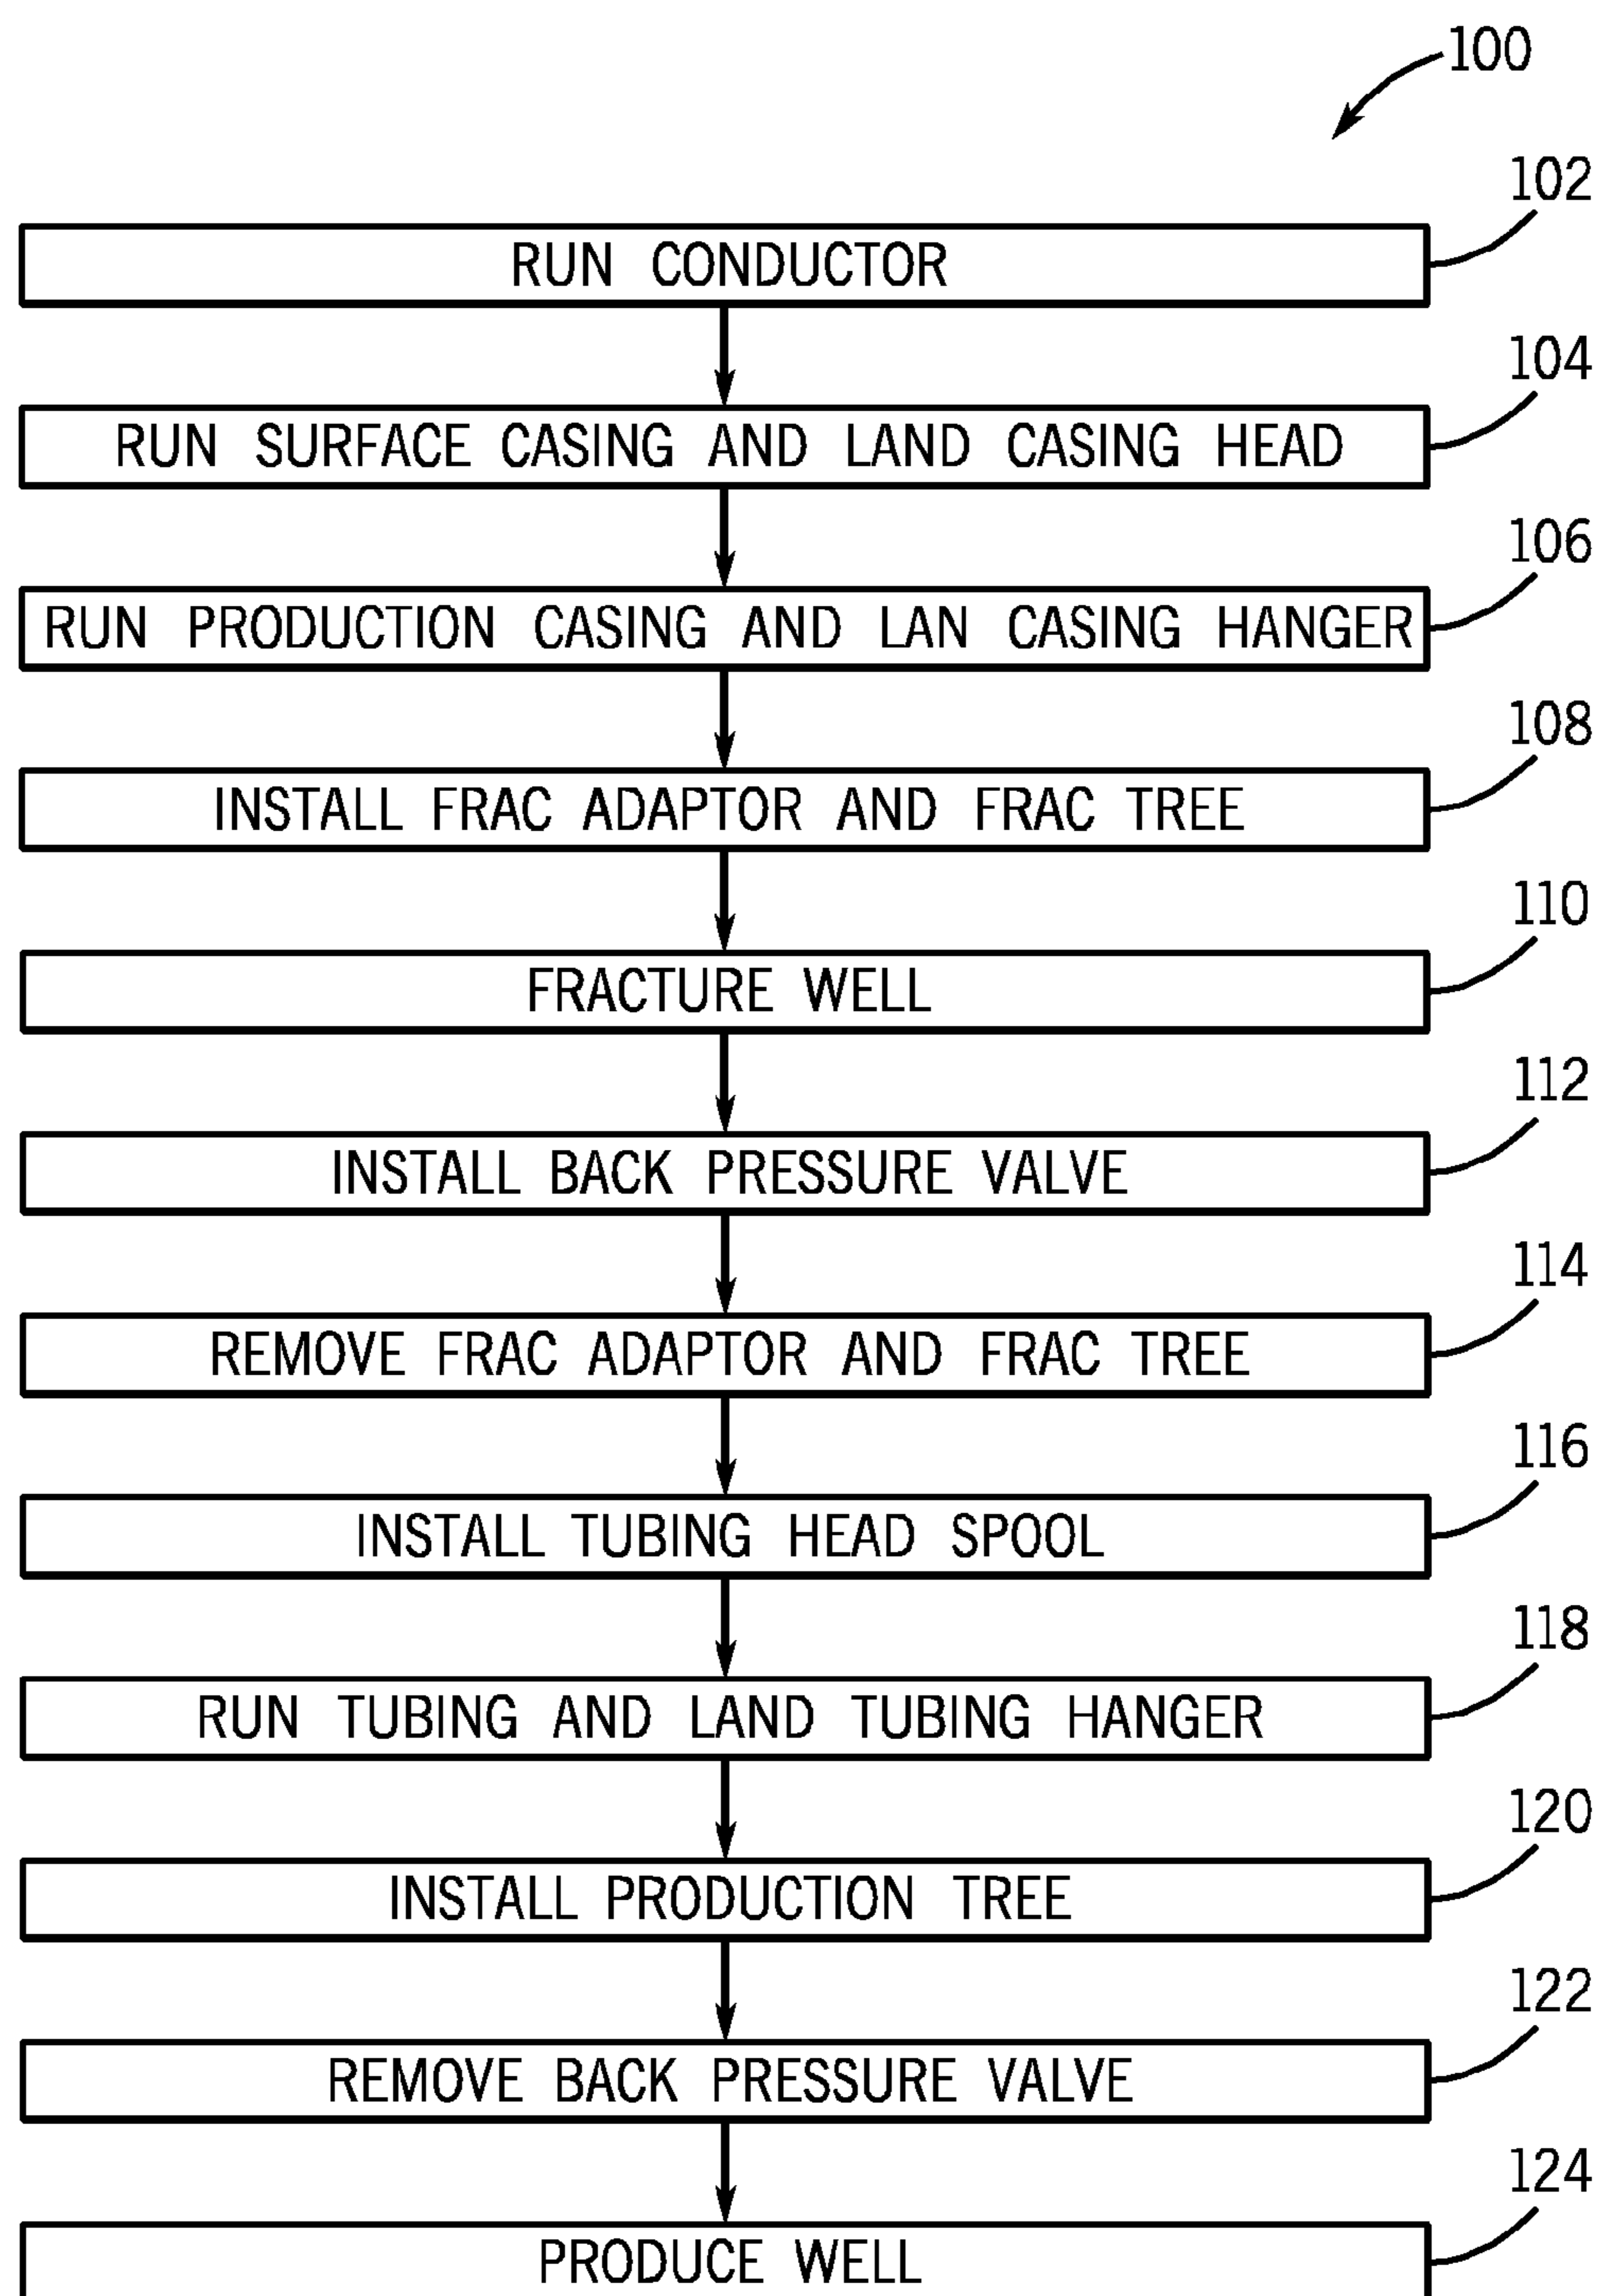 100
102
RUN CONDUCTOR
104
RUN SURFACE CASING AND LAND CASING HEAD
106
RUN PRODUCTION CASING AND LAN CASING HANGER
108
INSTALL FRAC ADAPTOR AND FRAC TREE
110
FRACTURE WELL
112
INSTALL BACK PRESSURE VALVE
114
REMOVE FRAC ADAPTOR AND FRAC TREE
116
INSTALL TUBING HEAD SPOOL
118
RUN TUBING AND LAND TUBING HANGER
120
INSTALL PRODUCTION TREE
122
REMOVE BACK PRESSURE VALVE
124
PRODUCE WELL